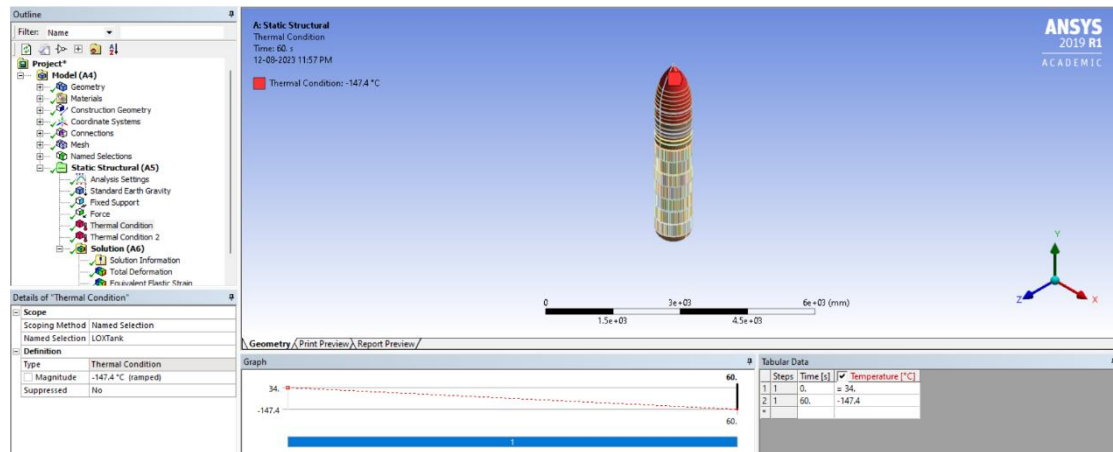 Outline
Filter: Name
Project*
Model (A4)
Geometry
Materials
Construction Geometry
Coordinate Systems
Connections
Mesh
Named Selections
Static Structural (A5)
Analysis Settings
Standard Earth Gravity
Fixed Support
Force
Thermal Condition
Thermal Condition 2
Solution (A6)
Solution Information
Total Deformation
Equivalent Elastic Strain
Details of "Thermal Condition"
Scope
Scoping Method Named Selection
Named Selection LOXTank
Definition
Type Thermal Condition
Magnitude -147.4 °C (ramped)
Suppressed No
A: Static Structural
Thermal Condition
Time: 60. s
12-08-2023 11:57 PM
Thermal Condition: -147.4 °C
ANSYS
2019 R1
ACADEMIC
Y
Z
X
0 3e+03 6e+03 (mm)
1.5e+03 4.5e+03
Geometry Print Preview Report Preview
Graph
60.
34.
-147.4
60.
1
Tabular Data
Steps Time [s] Temperature [°C]
1 1 0. = 34.
2 1 60. -147.4
*